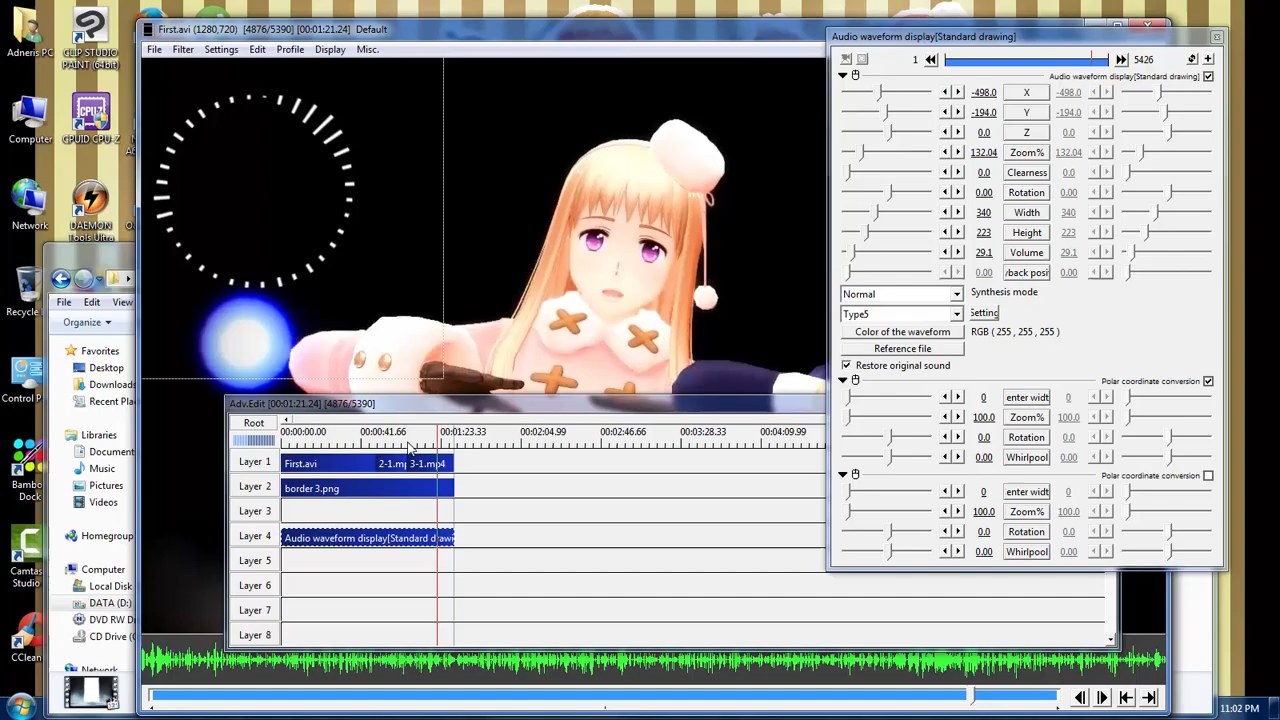 Adneris PC
CLIP STUDIO
PAINT (64bit)
Computer
CPUID CPU-Z
Network
DAEMON
Tools Ultra
Recycle
Control P
Bambo
Dock
Camtas
Studio
CClean
File Edit View
Organize
Favorites
Desktop
Downloads
Recent Plac
Libraries
Document
Music
Pictures
Videos
Homegroup
Computer
Local Disk
DATA (D:)
DVD RW D
CD Drive (
Network
First.avi (1280,720) [4876/5390] [00:01:21.24] Default
File Filter Settings Edit Profile Display Misc.
Adv.Edit [00:01:21.24] [4876/5390]
Root
00:00:00.00 00:00:41.66 00:01:23.33 00:02:04.99 00:02:46.66 00:03:28.33 00:04:09.99
Layer 1 First.avi 2-1.mp 3-1.mp4
Layer 2 border 3.png
Layer 3
Layer 4 Audio waveform display[Standard draw
Layer 5
Layer 6
Layer 7
Layer 8
Audio waveform display[Standard drawing]
1 5426
Audio waveform display[Standard drawing]
-498.0 X -498.0
-194.0 Y -194.0
0.0 Z 0.0
132.04 Zoom% 132.04
0.0 Clearness 0.0
0.00 Rotation 0.00
340 Width 340
223 Height 223
29.1 Volume 29.1
0.00 /back posi 0.00
Normal Synthesis mode
Type5 Setting
Color of the waveform RGB ( 255 , 255 , 255 )
Reference file
Restore original sound
Polar coordinate conversion
0 enter widt 0
100.0 Zoom% 100.0
0.0 Rotation 0.0
0.00 Whirlpool 0.00
Polar coordinate conversion
0 enter widt 0
100.0 Zoom% 100.0
0.0 Rotation 0.0
0.00 Whirlpool 0.00
11:02 PM